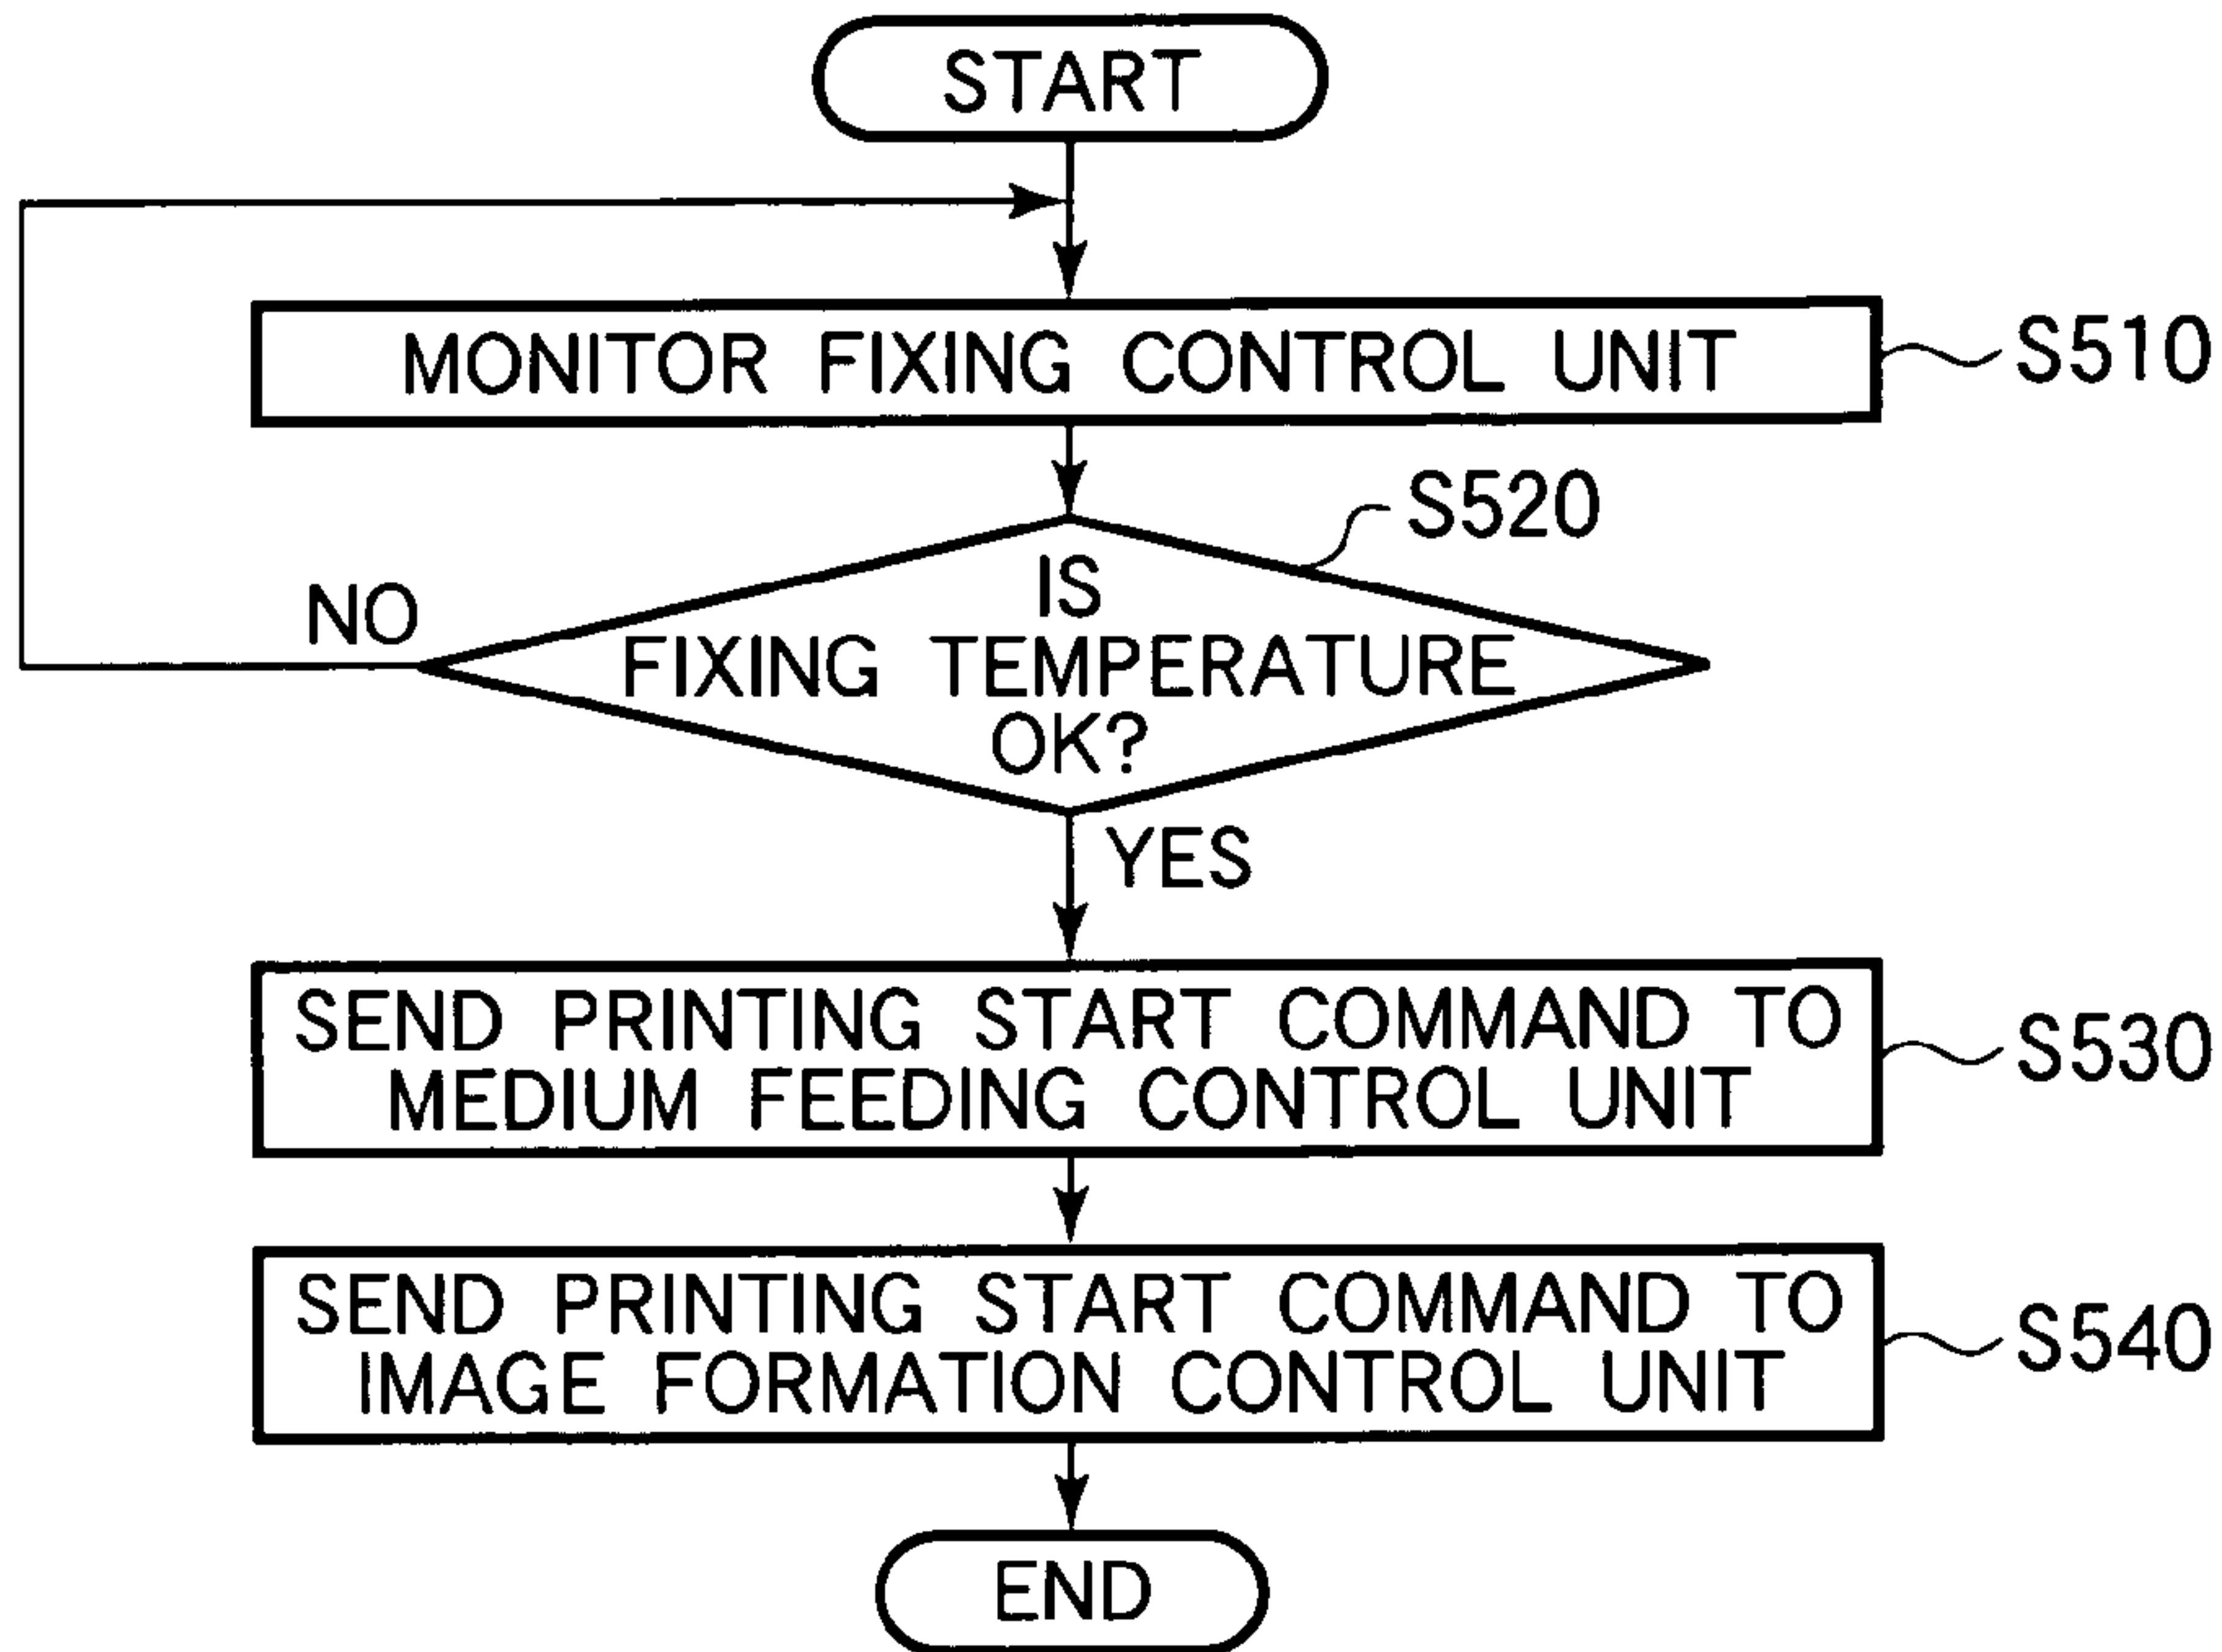 START
MONITOR FIXING CONTROL UNIT
S510
S520
IS
FIXING TEMPERATURE
OK?
NO
YES
SEND PRINTING START COMMAND TO
MEDIUM FEEDING CONTROL UNIT
S530
SEND PRINTING START COMMAND TO
IMAGE FORMATION CONTROL UNIT
S540
END